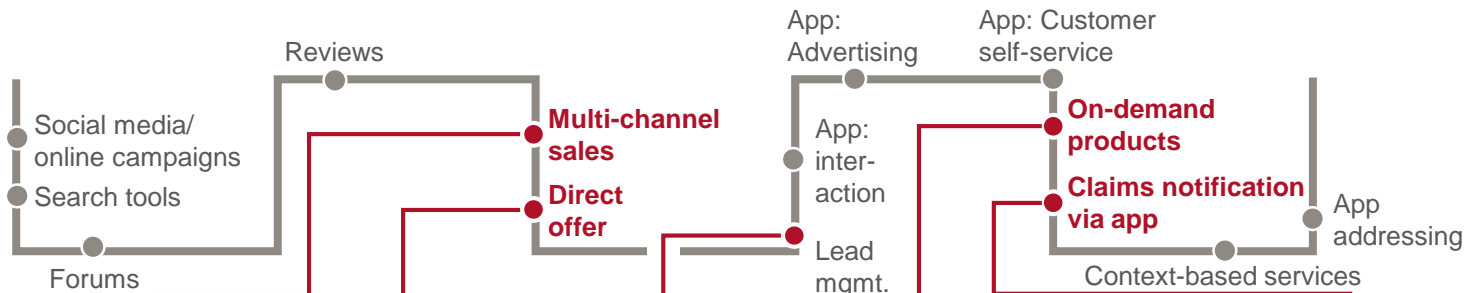 Social media/
online campaigns
Search tools
Forums
Reviews
Multi-channel
sales
Direct
offer
Lead
mgmt.
App:
inter-
action
App:
Advertising
App: Customer
self-service
On-demand
products
Claims notification
via app
Context-based services
App
addressing